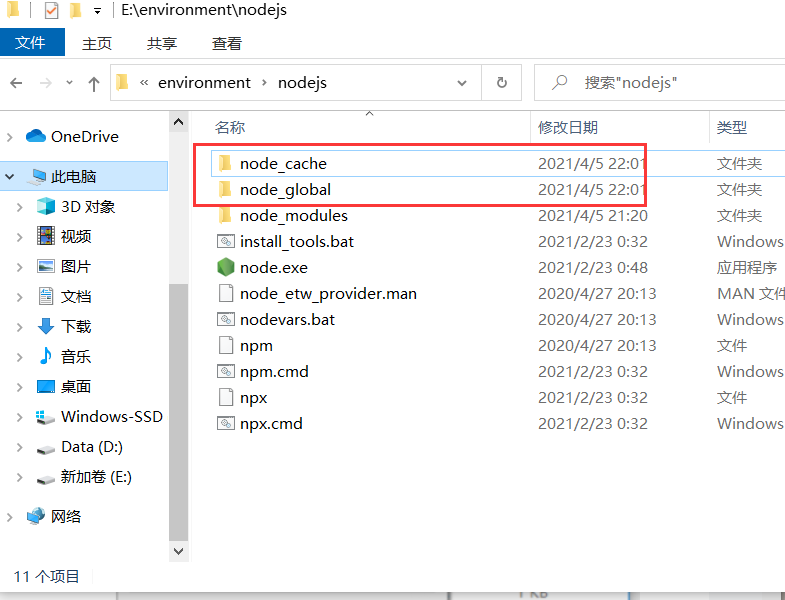 E:\environment\nodejs
文件 主页 共享 查看
« environment › nodejs 搜索"nodejs"
名称 修改日期 类型
OneDrive
此电脑
3D 对象
视频
图片
文档
下载
音乐
桌面
Windows-SSD
Data (D:)
新加卷 (E:)
网络
node_cache 2021/4/5 22:01 文件夹
node_global 2021/4/5 22:01 文件夹
node_modules 2021/4/5 21:20 文件夹
install_tools.bat 2021/2/23 0:32 Windows
node.exe 2021/2/23 0:48 应用程序
node_etw_provider.man 2020/4/27 20:13 MAN 文件
nodevars.bat 2020/4/27 20:13 Windows
npm 2020/4/27 20:13 文件
npm.cmd 2021/2/23 0:32 Windows
npx 2021/2/23 0:32 文件
npx.cmd 2021/2/23 0:32 Windows
11 个项目